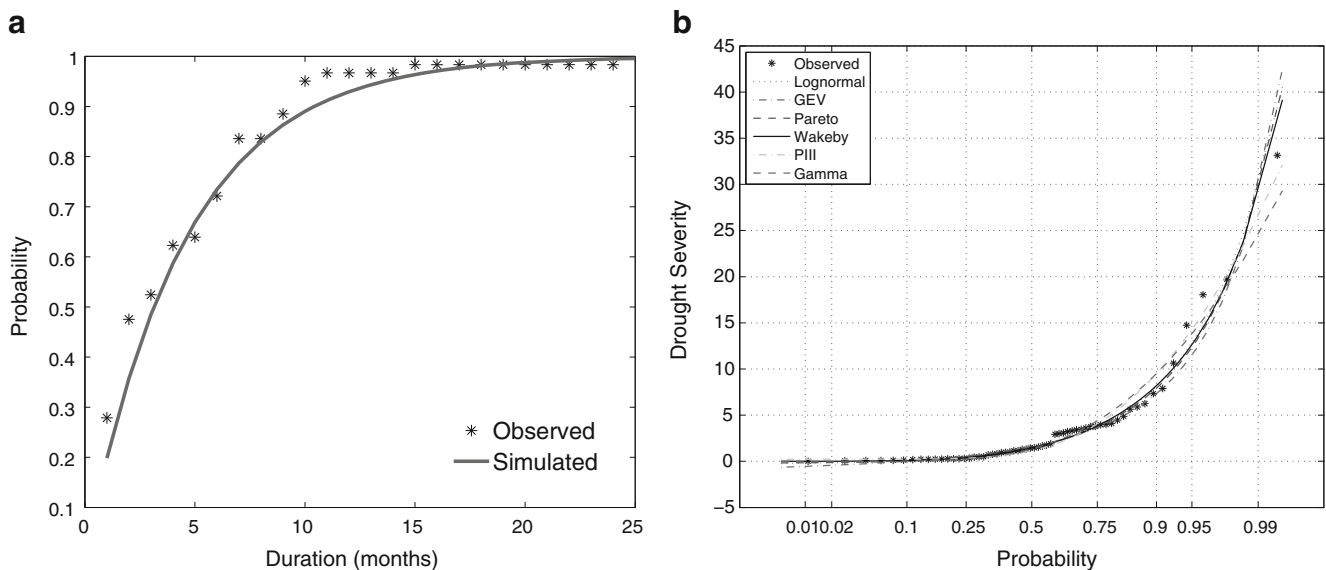 a
1
0.9
0.8
0.7
0.6
0.5
0.4
0.3
0.2
0.1
Probability
0
5
10
15
20
25
Duration (months)
Observed
Simulated
b
45
40
35
30
25
20
15
10
5
0
−5
Drought Severity
Observed
Lognormal
GEV
Pareto
Wakeby
PIII
Gamma
0.01 0.02 0.1 0.25 0.5 0.75 0.9 0.95 0.99
Probability